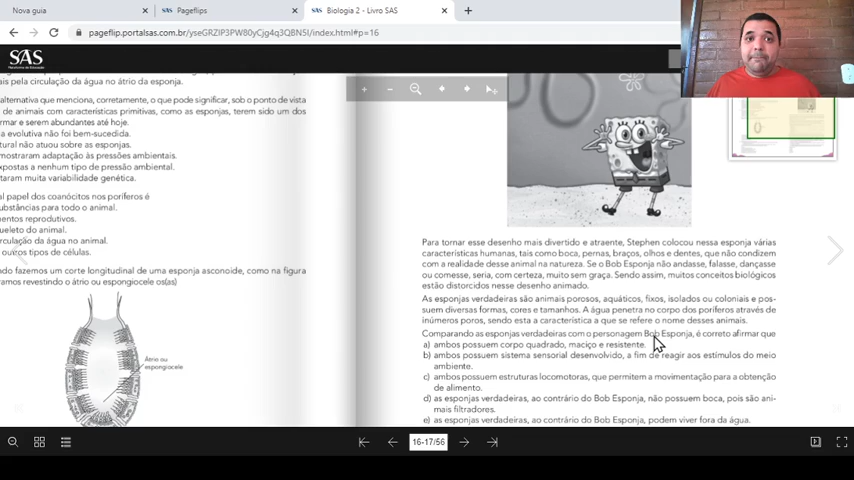 Nova guia
Pageflips
Biologia 2 - Livro SAS
pageflip.portalsas.com.br/yseGRZIP3PW80yCjg4q3QBN5I/index.html#p=16
SAS
ais pela circulação da água no átrio da esponja.
alternativa que menciona, corretamente, o que pode significar, sob o ponto de vista
de animais com características primitivas, como as esponjas, terem sido um dos
rmar e serem abundantes até hoje.
a evolutiva não foi bem-sucedida.
tural não atuou sobre as esponjas.
mostraram adaptação às pressões ambientais.
xpostas a nenhum tipo de pressão ambiental.
taram muita variabilidade genética.
al papel dos coanócitos nos poríferos é
ubstâncias para todo o animal.
mentos reprodutivos.
ueleto do animal.
irculação da água no animal.
outros tipos de células.
ndo fazemos um corte longitudinal de uma esponja asconoide, como na figura
ramos revestindo o átrio ou espongiocele os(as)
Átrio ou
espongiocele
Para tornar esse desenho mais divertido e atraente, Stephen colocou nessa esponja várias
características humanas, tais como boca, pernas, braços, olhos e dentes, que não condizem
com a realidade desse animal na natureza. Se o Bob Esponja não andasse, falasse, dançasse
ou comesse, seria, com certeza, muito sem graça. Sendo assim, muitos conceitos biológicos
estão distorcidos nesse desenho animado.
As esponjas verdadeiras são animais porosos, aquáticos, fixos, isolados ou coloniais e pos-
suem diversas formas, cores e tamanhos. A água penetra no corpo dos poríferos através de
inúmeros poros, sendo esta a característica a que se refere o nome desses animais.
Comparando as esponjas verdadeiras com o personagem Bob Esponja, é correto afirmar que
a) ambos possuem corpo quadrado, maciço e resistente.
b) ambos possuem sistema sensorial desenvolvido, a fim de reagir aos estímulos do meio
ambiente.
c) ambos possuem estruturas locomotoras, que permitem a movimentação para a obtenção
de alimento.
d) as esponjas verdadeiras, ao contrário do Bob Esponja, não possuem boca, pois são ani-
mais filtradores.
e) as esponjas verdadeiras, ao contrário do Bob Esponja, podem viver fora da água.
16-17/56